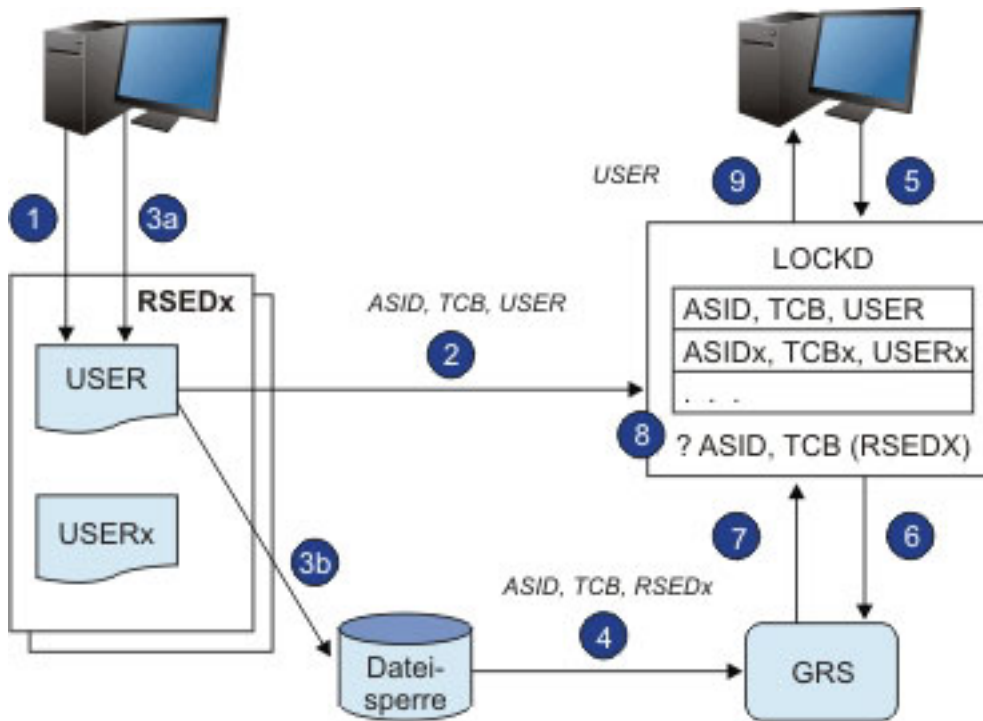 1
3a
USER
9
5
RSEDx
LOCKD
ASID, TCB, USER
2
ASID, TCB, USER
ASIDx, TCBx, USERx
. . .
USER
8
? ASID, TCB (RSEDX)
USERx
3b
7
6
ASID, TCB, RSEDx
4
Datei-
sperre
GRS